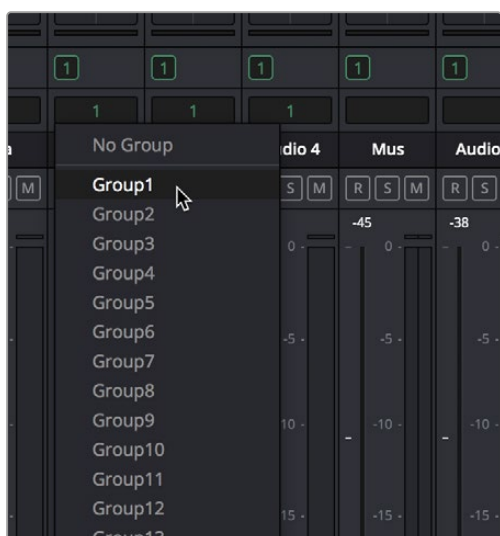 1 1 1 1 1
1 1 1
No Group
dio 4 Mus Audio
M
Group1
S M R S M R S
Group2
-45 -38
Group3
0 - - 0 - - 0 -
Group4
Group5
Group6
-5 - -5 - -5 -
Group7
Group8
Group9
10 - -10 - -10 -
Group10
Group11
Group12
15 - -15 - -15 -
Group13